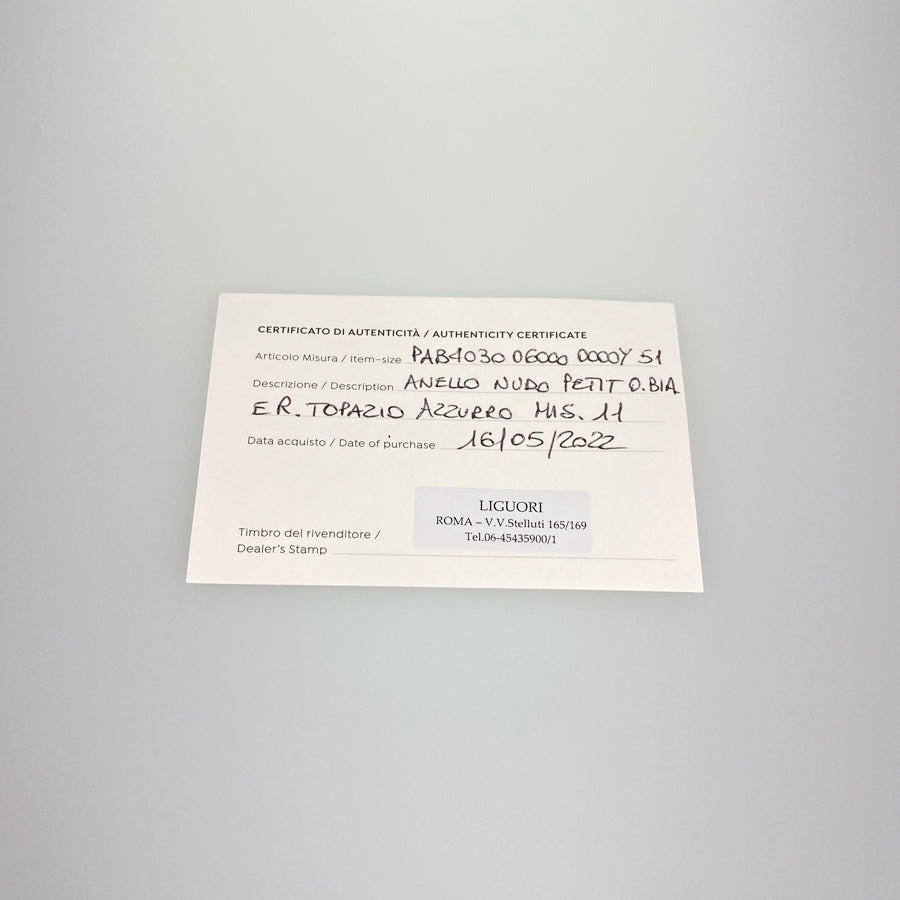 CERTIFICATO DI AUTENTICITÀ / AUTHENTICITY CERTIFICATE
Articolo Misura / Item-size PAB4030 O6000 0000Y 51
Descrizione / Description ANELLO NUDO PETIT O.BIA
E R. TOPAZIO AZZURRO MIS. 11
Data acquisto / Date of purchase 16/05/2022
LIGUORI
ROMA – V.V.Stelluti 165/169
Tel.06-45435900/1
Timbro del rivenditore /
Dealer's Stamp